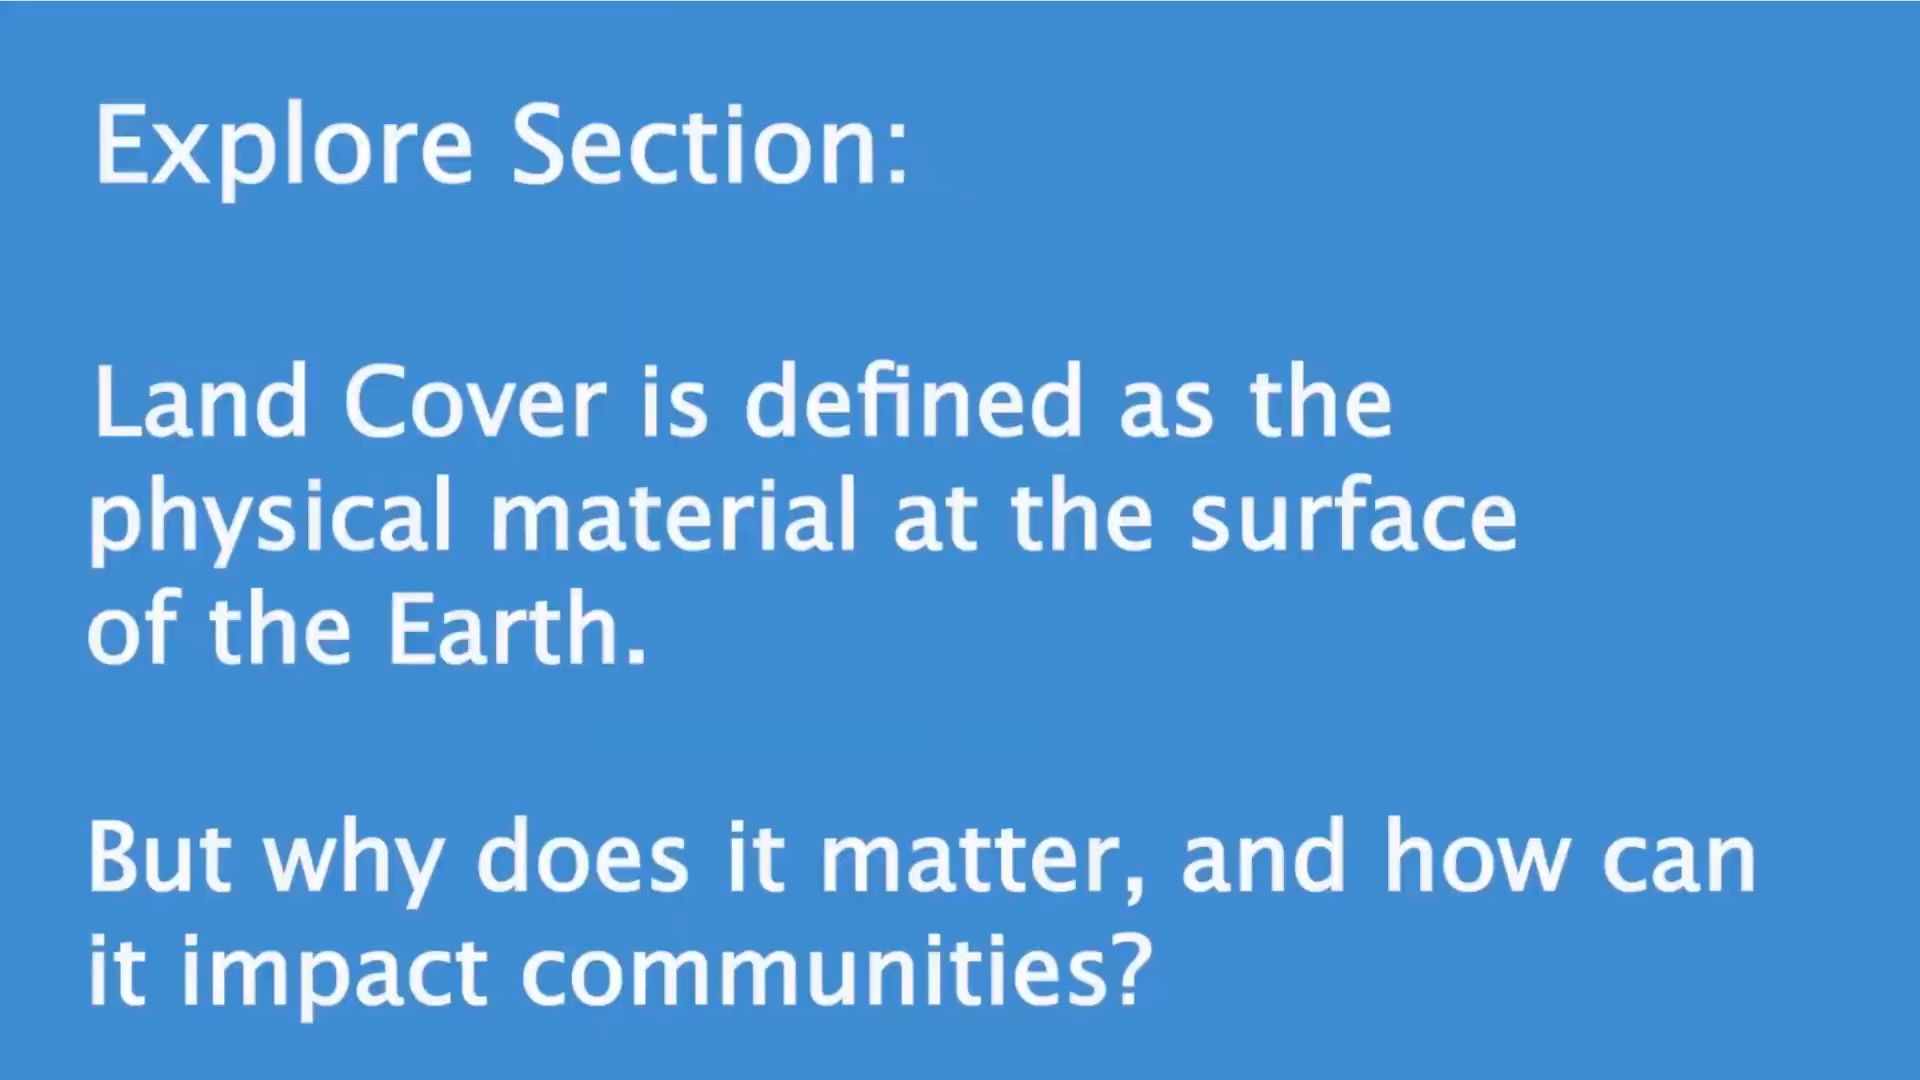 Explore Section:
Land Cover is defined as the
physical material at the surface
of the Earth.
But why does it matter, and how can
it impact communities?